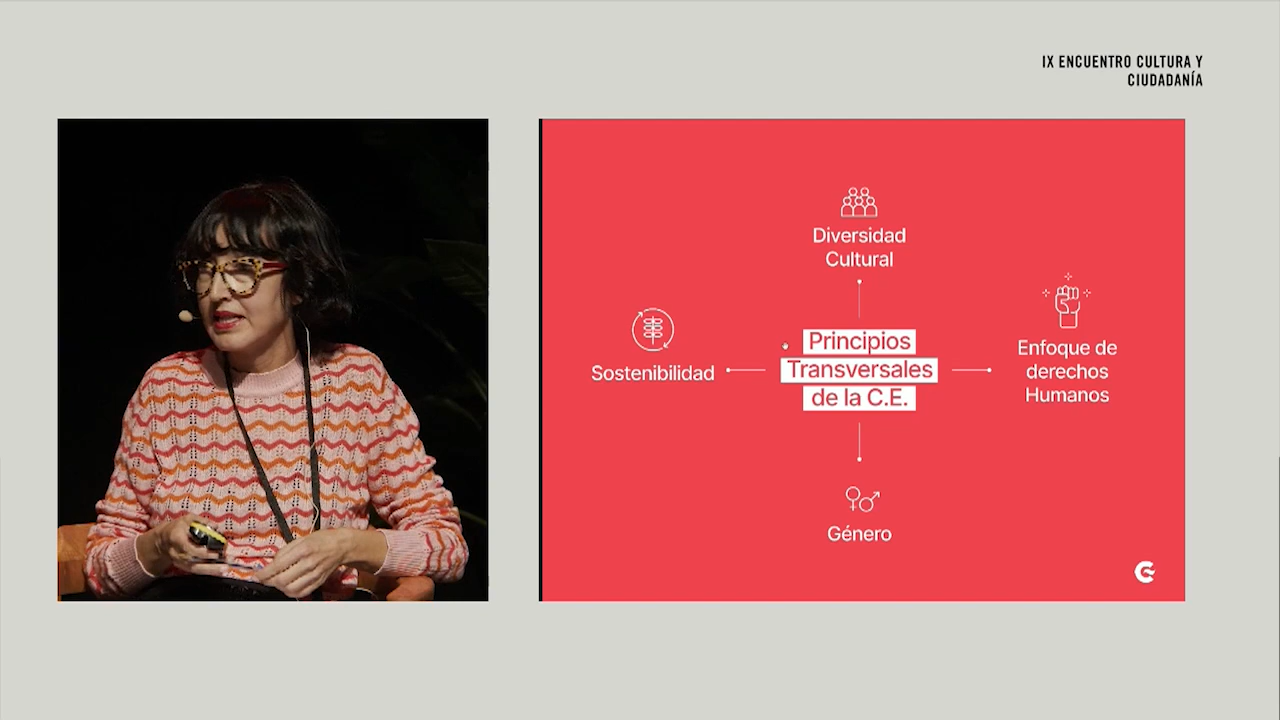 IX ENCUENTRO CULTURA Y
CIUDADANÍA
Diversidad
Cultural
Sostenibilidad
Principios
Transversales
de la C.E.
Enfoque de
derechos
Humanos
Género